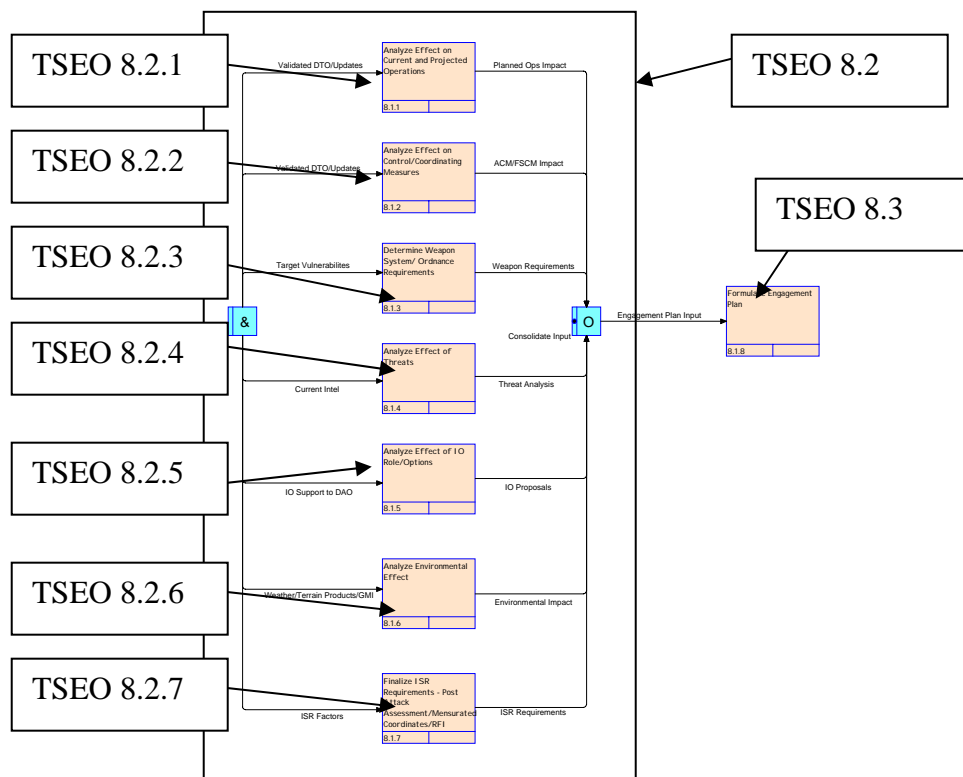 TSEO 8.2.1
Validated DTO/Updates
Analyze Effect on
Current and Projected
Operations
8.1.1
Planned Ops Impact
TSEO 8.2
TSEO 8.2.2
Validated DTO/Updates
Analyze Effect on
Control/Coordinating
Measures
8.1.2
ACM/FSCM Impact
TSEO 8.3
TSEO 8.2.3
Target Vulnerabilites
Determine Weapon
System/ Ordnance
Requirements
8.1.3
Weapon Requirements
&
Consolidate Input
O
Engagement Plan Input
Formulate Engagement
Plan
8.1.8
TSEO 8.2.4
Current Intel
Analyze Effect of
Threats
8.1.4
Threat Analysis
TSEO 8.2.5
IO Support to DAO
Analyze Effect of IO
Role/Options
8.1.5
IO Proposals
TSEO 8.2.6
Weather/Terrain Products/GMI
Analyze Environmental
Effect
8.1.6
Environmental Impact
TSEO 8.2.7
ISR Factors
Finalize ISR
Requirements - Post
Attack
Assessment/Mensurated
Coordinates/RFI
8.1.7
ISR Requirements